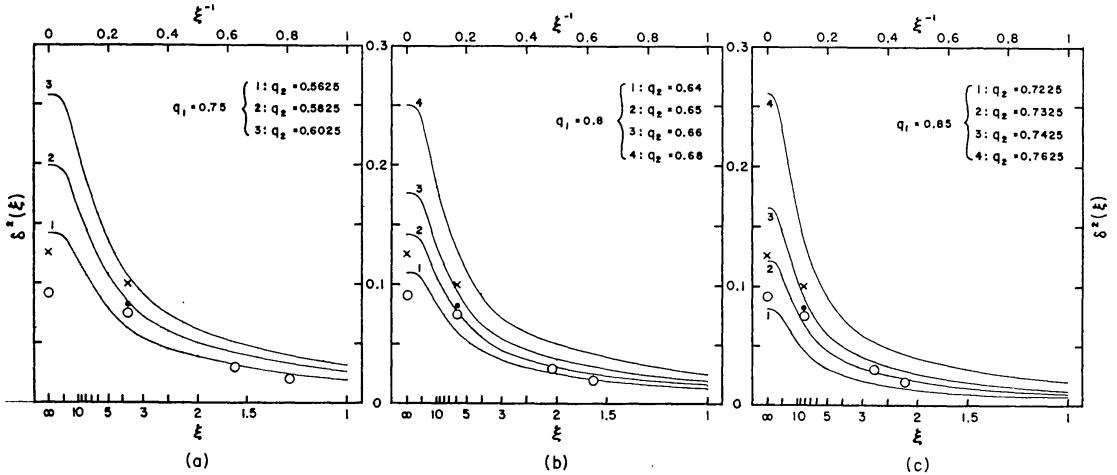 ξ⁻¹
0 0.2 0.4 0.6 0.8 1
3
2
1
q₁ = 0.75
1: q₂ = 0.5625
2: q₂ = 0.5825
3: q₂ = 0.6025
δ²(ξ)
∞ 10 5 3 2 1.5 1
ξ
(a)
ξ⁻¹
0 0.2 0.4 0.6 0.8 1
0.3
0.2
0.1
0
4
3
2
1
q₁ = 0.8
1: q₂ = 0.64
2: q₂ = 0.65
3: q₂ = 0.66
4: q₂ = 0.68
∞ 10 5 3 2 1.5 1
ξ
(b)
ξ⁻¹
0 0.2 0.4 0.6 0.8 1
0.3
0.2
0.1
0
4
3
2
1
q₁ = 0.85
1: q₂ = 0.7225
2: q₂ = 0.7325
3: q₂ = 0.7425
4: q₂ = 0.7625
δ²(ξ)
∞ 10 5 3 2 1.5 1
ξ
(c)